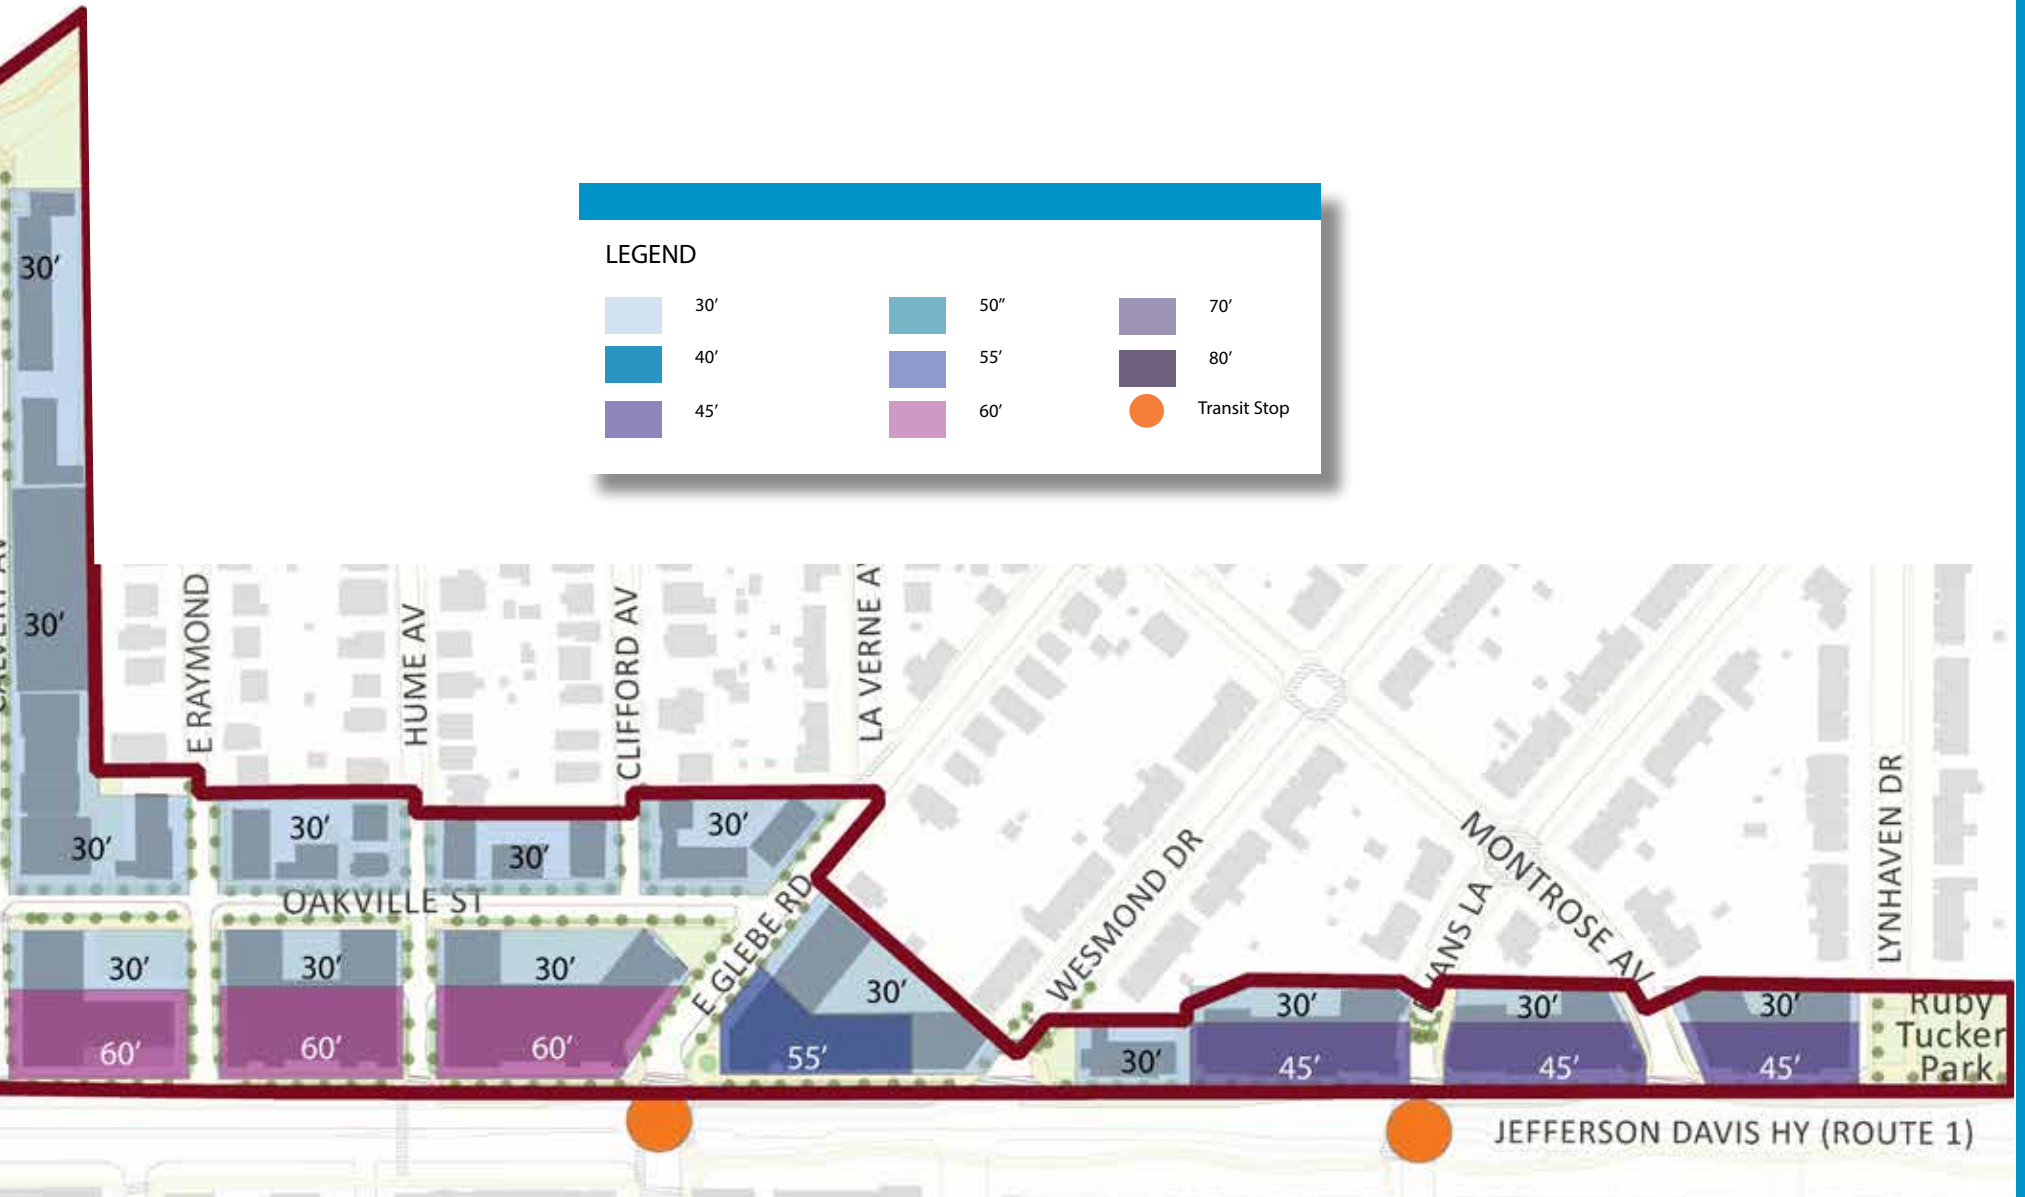 LEGEND
30'
50"
70'
40'
55'
80'
45'
60'
Transit Stop
30'
30'
E RAYMOND
HUME AV
CLIFFORD AV
LA VERNE A
30'
30'
30'
30'
OAKVILLE ST
E GLEBE RD
WESMOND DR
MONTROSE AV
LYNHAVEN DR
30'
30'
30'
30'
30'
30'
30'
30'
Ruby
Tucker
Park
60'
60'
60'
55'
45'
45'
45'
JEFFERSON DAVIS HY (ROUTE 1)